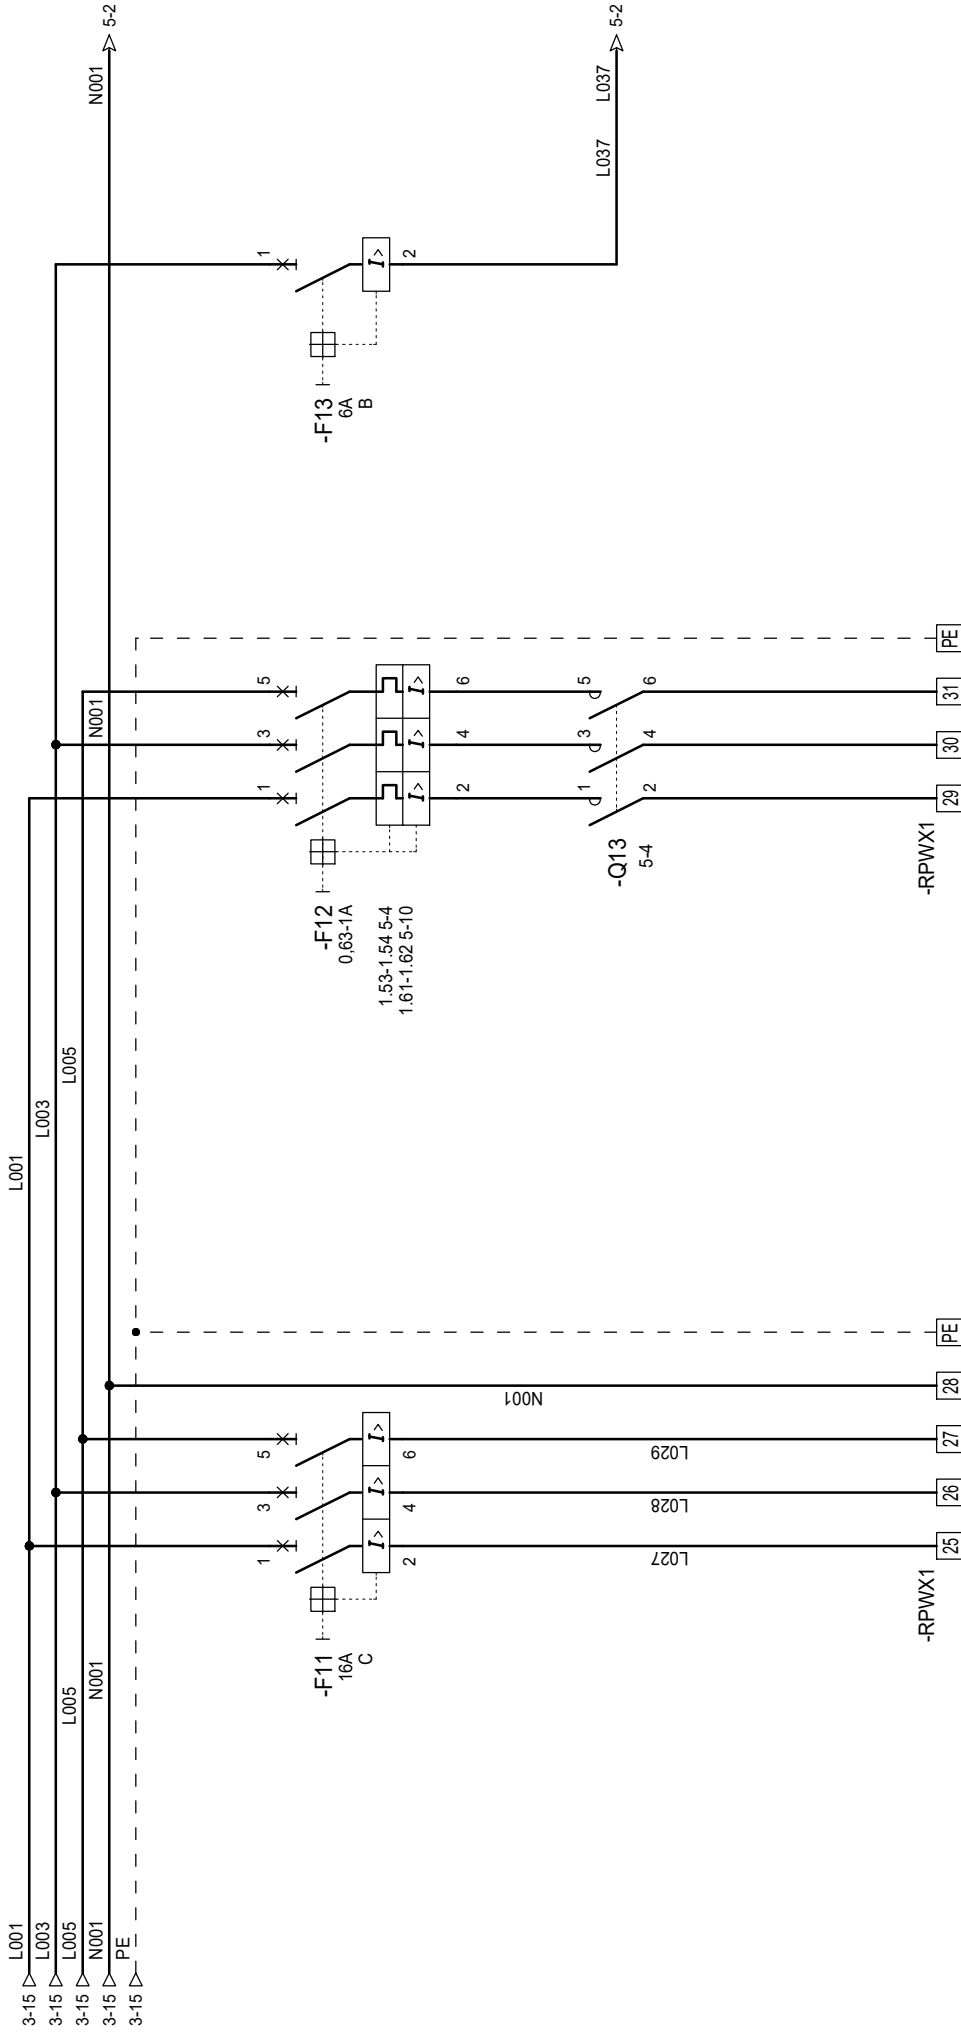 3-15
L001
L001
3-15
L003
L003
3-15
L005
L005
L005
3-15
N001
N001
N001
N001
5-2
3-15
PE
-F11
16A
C
1
3
5
I>
I>
I>
2
4
6
L027
L028
L029
N001
-RPWX1
25
26
27
28
PE
-F12
0,63-1A
1.53-1.54 5-4
1.61-1.62 5-10
1
3
5
I>
I>
I>
2
4
6
-Q13
5-4
1
3
5
2
4
6
-RPWX1
29
30
31
PE
-F13
6A
B
1
I>
2
L037
L037
5-2